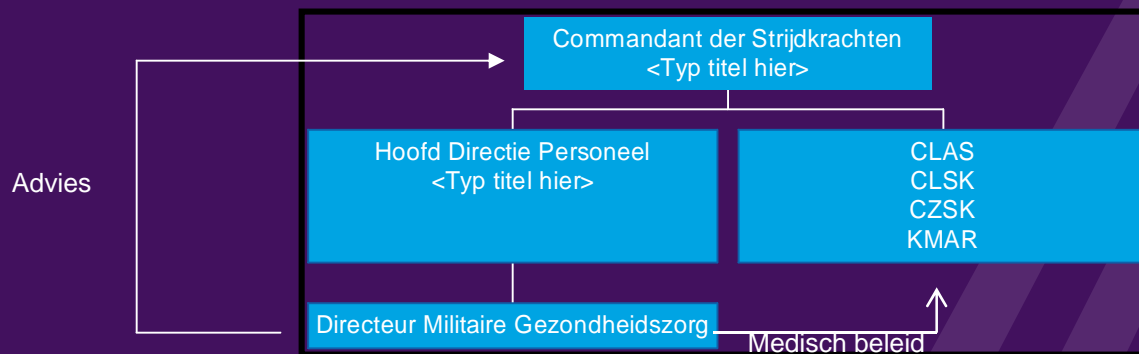 Commandant der Strijdkrachten
<Typ titel hier>
Hoofd Directie Personeel
<Typ titel hier>
CLAS
CLSK
CZSK
KMAR
Advies
Directeur Militaire Gezondheidszorg
Medisch beleid